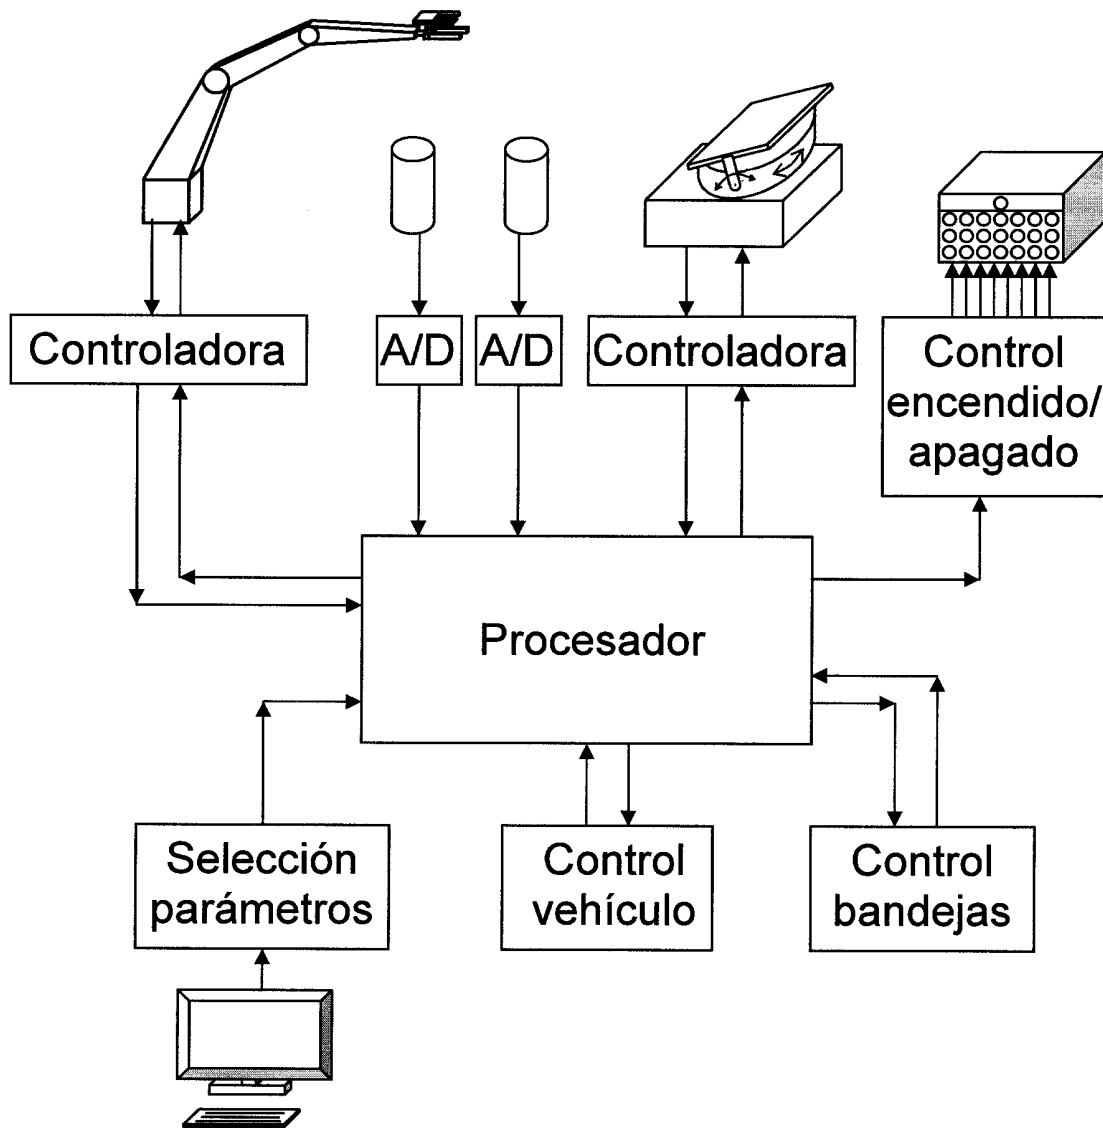 Controladora
A/D
A/D
Controladora
Control
encendido/
apagado
Procesador
Selección
parámetros
Control
vehículo
Control
bandejas